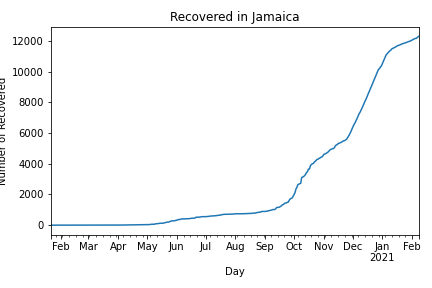 Recovered in Jamaica
Number of Recovered
12000
10000
8000
6000
4000
2000
0
Feb Mar Apr May Jun Jul Aug Sep Oct Nov Dec Jan Feb
2021
Day